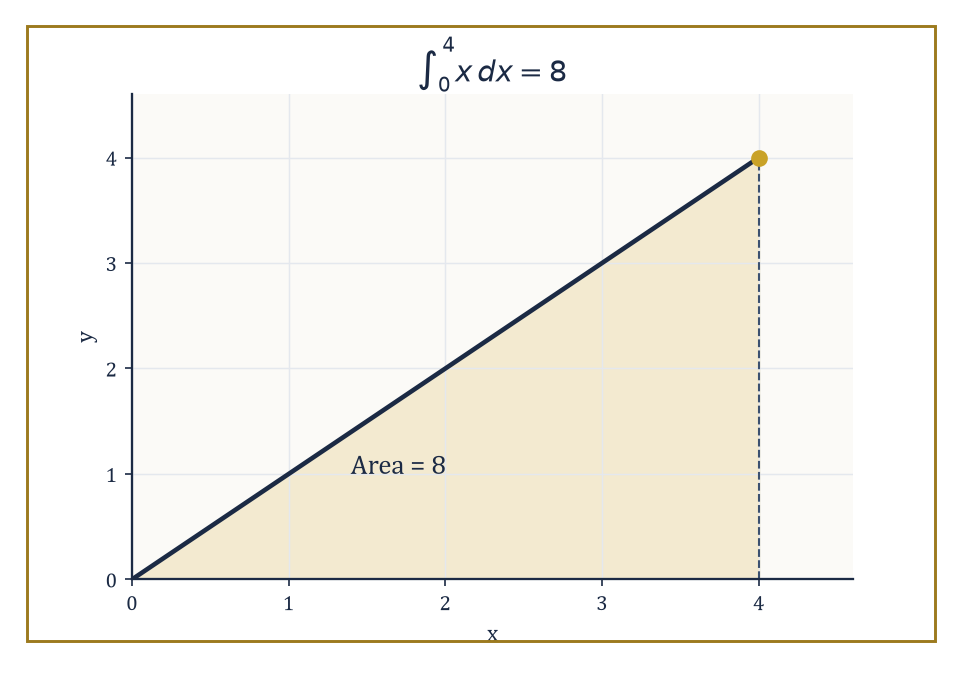 ∫₀⁴ x dx = 8
4
3
2
1
0
y
Area = 8
0 1 2 3 4
x